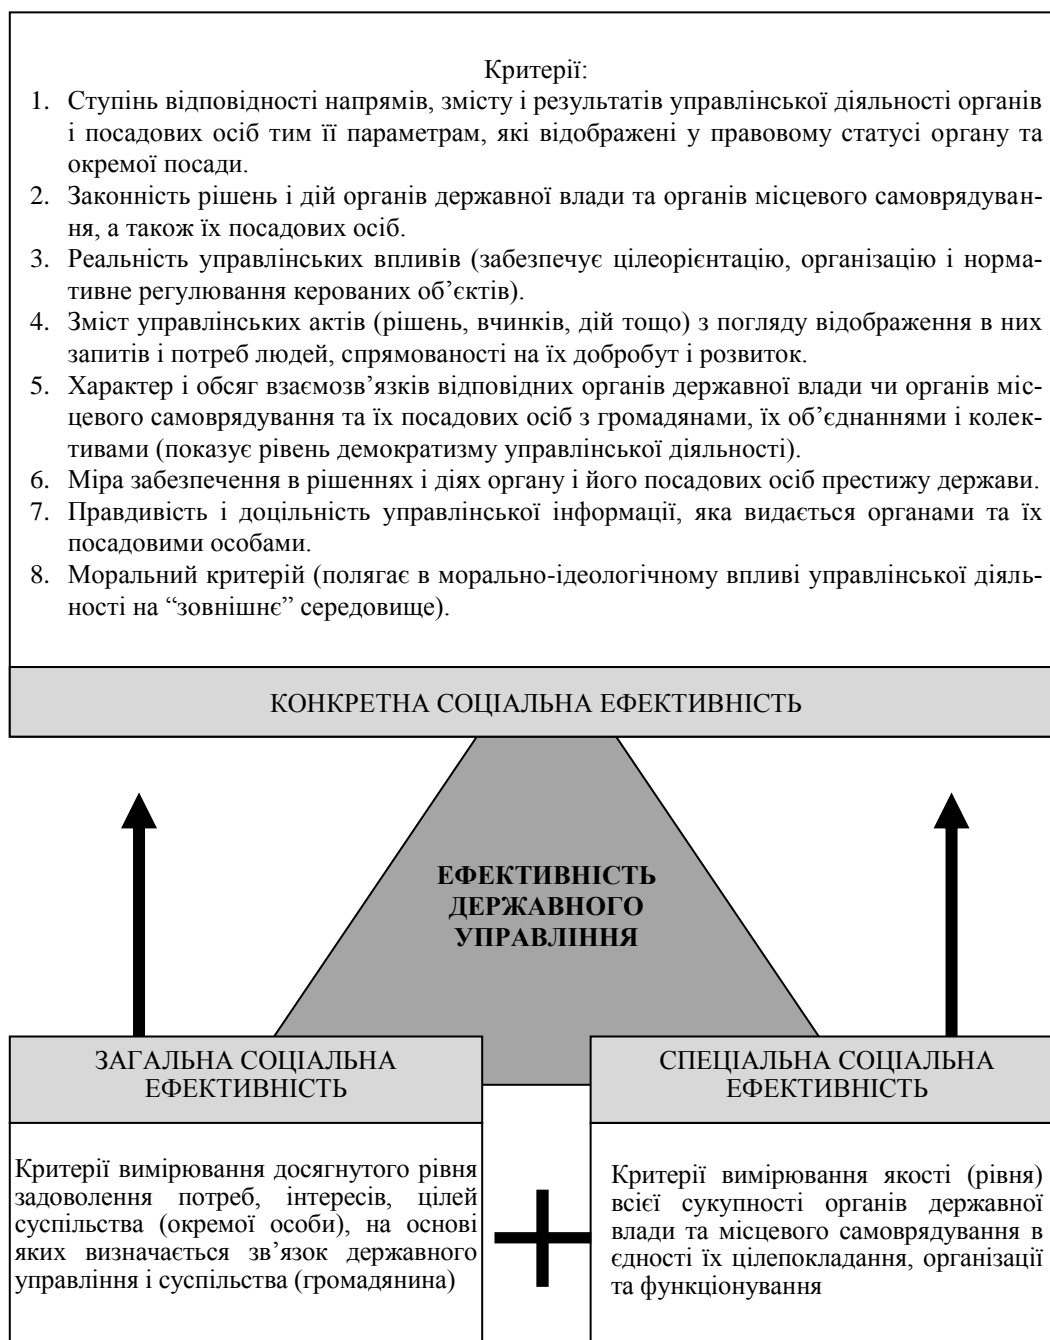 Критерії:
1. Ступінь відповідності напрямів, змісту і результатів управлінської діяльності органів
і посадових осіб тим її параметрам, які відображені у правовому статусі органу та
окремої посади.
2. Законність рішень і дій органів державної влади та органів місцевого самоврядуван-
ня, а також їх посадових осіб.
3. Реальність управлінських впливів (забезпечує цілеорієнтацію, організацію і норма-
тивне регулювання керованих об’єктів).
4. Зміст управлінських актів (рішень, вчинків, дій тощо) з погляду відображення в них
запитів і потреб людей, спрямованості на їх добробут і розвиток.
5. Характер і обсяг взаємозв’язків відповідних органів державної влади чи органів міс-
цевого самоврядування та їх посадових осіб з громадянами, їх об’єднаннями і колек-
тивами (показує рівень демократизму управлінської діяльності).
6. Міра забезпечення в рішеннях і діях органу і його посадових осіб престижу держави.
7. Правдивість і доцільність управлінської інформації, яка видається органами та їх
посадовими особами.
8. Моральний критерій (полягає в морально-ідеологічному впливі управлінської діяль-
ності на “зовнішнє” середовище).
КОНКРЕТНА СОЦІАЛЬНА ЕФЕКТИВНІСТЬ
ЕФЕКТИВНІСТЬ
ДЕРЖАВНОГО
УПРАВЛІННЯ
ЗАГАЛЬНА СОЦІАЛЬНА
ЕФЕКТИВНІСТЬ
Критерії вимірювання досягнутого рівня
задоволення потреб, інтересів, цілей
суспільства (окремої особи), на основі
яких визначається зв’язок державного
управління і суспільства (громадянина)
СПЕЦІАЛЬНА СОЦІАЛЬНА
ЕФЕКТИВНІСТЬ
Критерії вимірювання якості (рівня)
всієї сукупності органів державної
влади та місцевого самоврядування в
єдності їх цілепокладання, організації
та функціонування